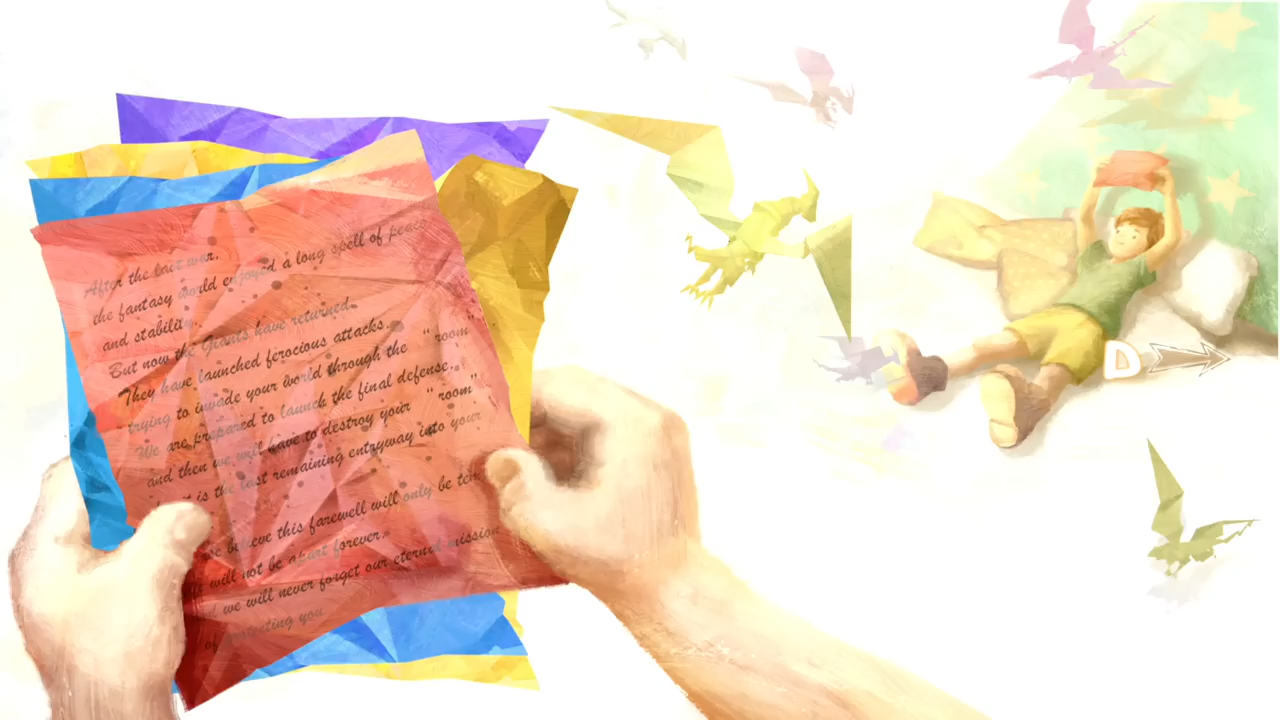 After the last war,
the fantasy world enjoyed a long spell of peace
and stability.
But now the Giants have returned.
They have launched ferocious attacks.
trying to invade your world through the "room"
We are prepared to launch the final defense.
and then we will have to destroy your "room"
is the last remaining entryway into your
believe this farewell will only be
will not be apart forever.
we will never forget our eternal mission
of protecting you
D